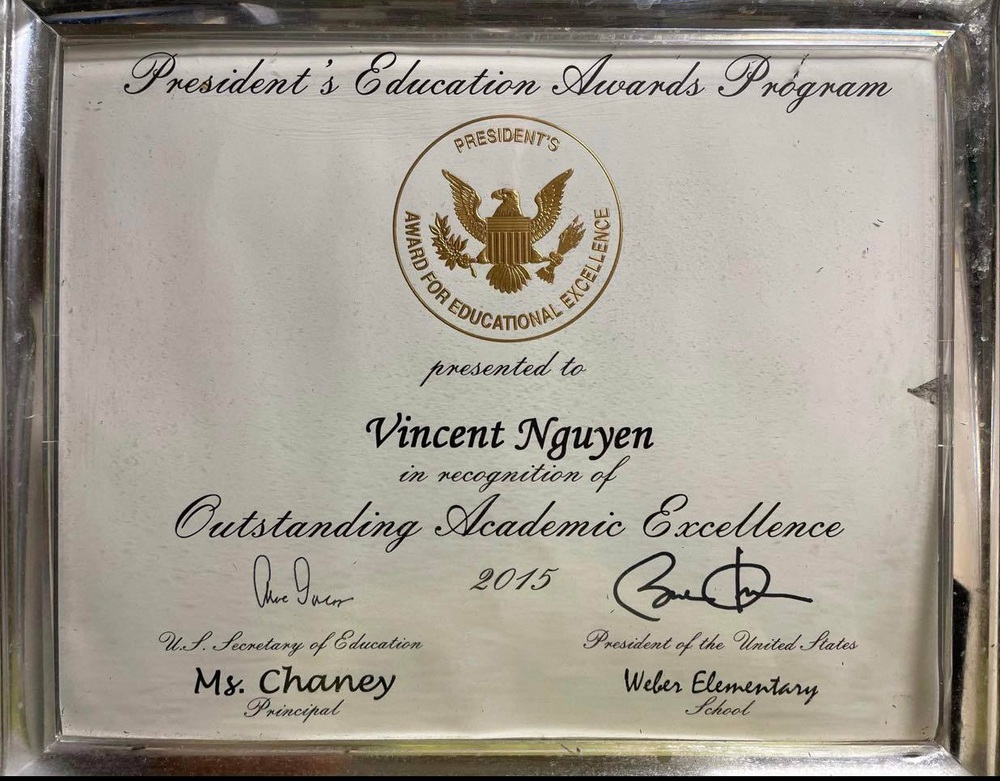 President's Education Awards Program
PRESIDENT'S
AWARD FOR EDUCATIONAL EXCELLENCE
presented to
Vincent Nguyen
in recognition of
Outstanding Academic Excellence
2015
U.S. Secretary of Education
President of the United States
Ms. Chaney
Weber Elementary
Principal
School